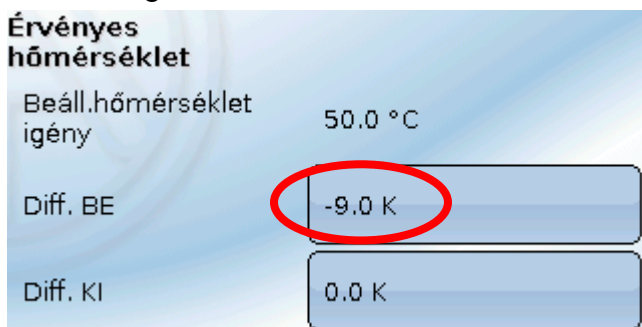 Érvényes
hőmérséklet
Beáll.hőmérséklet
igény
50.0 °C
Diff. BE
-9.0 K
Diff. KI
0.0 K